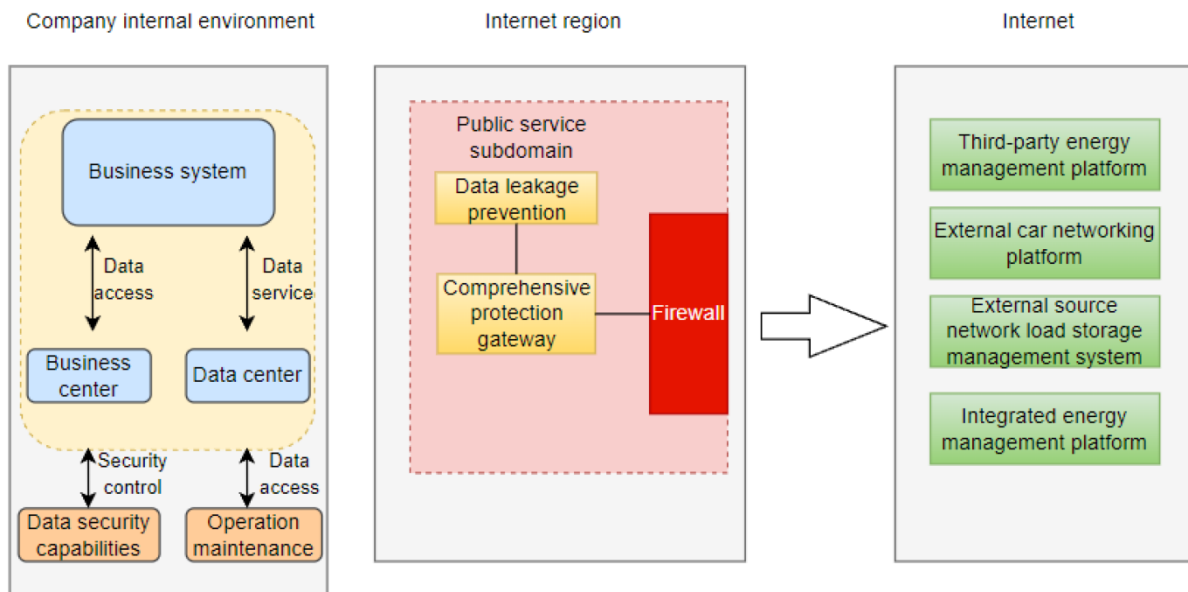 Company internal environment
Internet region
Internet
Business system
Data
access
Data
service
Business
center
Data center
Security
control
Data
access
Data security
capabilities
Operation
maintenance
Public service
subdomain
Data leakage
prevention
Comprehensive
protection
gateway
Firewall
Third-party energy
management platform
External car networking
platform
External source
network load storage
management system
Integrated energy
management platform